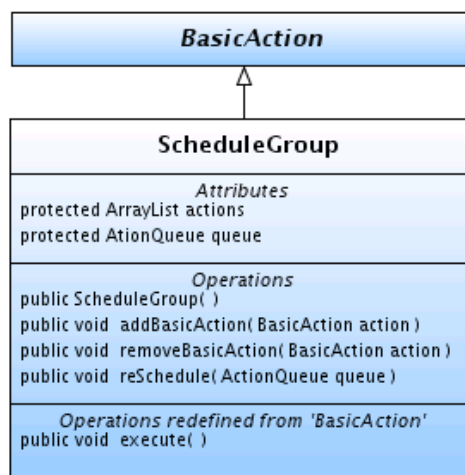 BasicAction
ScheduleGroup
Attributes
protected ArrayList actions
protected AtionQueue queue
Operations
public ScheduleGroup( )
public void addBasicAction( BasicAction action )
public void removeBasicAction( BasicAction action )
public void reSchedule( ActionQueue queue )
Operations redefined from 'BasicAction'
public void execute( )